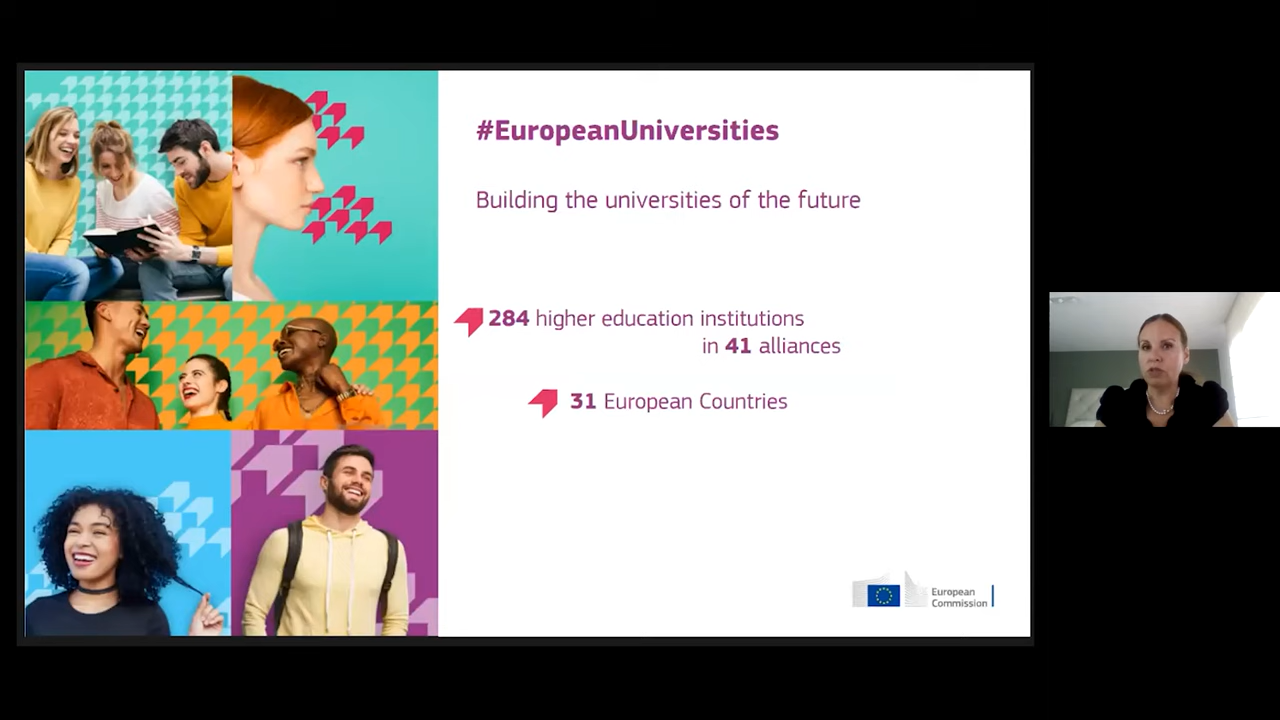 #EuropeanUniversities
Building the universities of the future
284 higher education institutions
in 41 alliances
31 European Countries
European
Commission